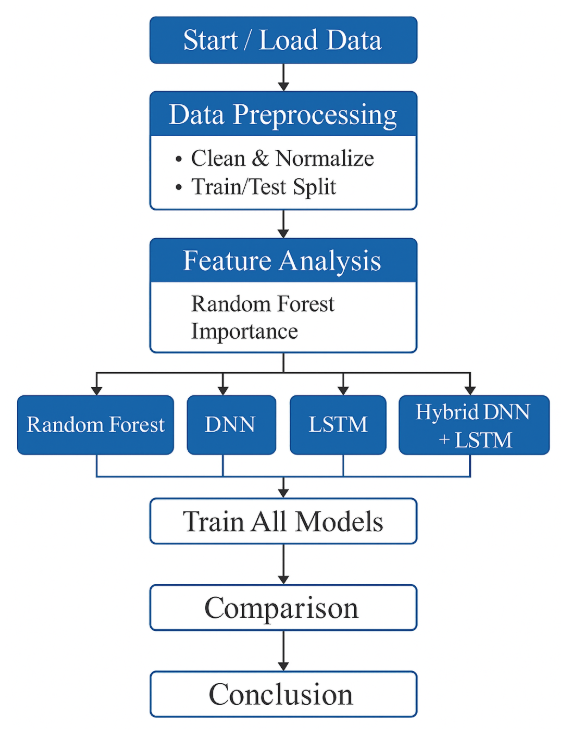 Start / Load Data
Data Preprocessing
• Clean & Normalize
• Train/Test Split
Feature Analysis
Random Forest
Importance
Random Forest
DNN
LSTM
Hybrid DNN
+ LSTM
Train All Models
Comparison
Conclusion